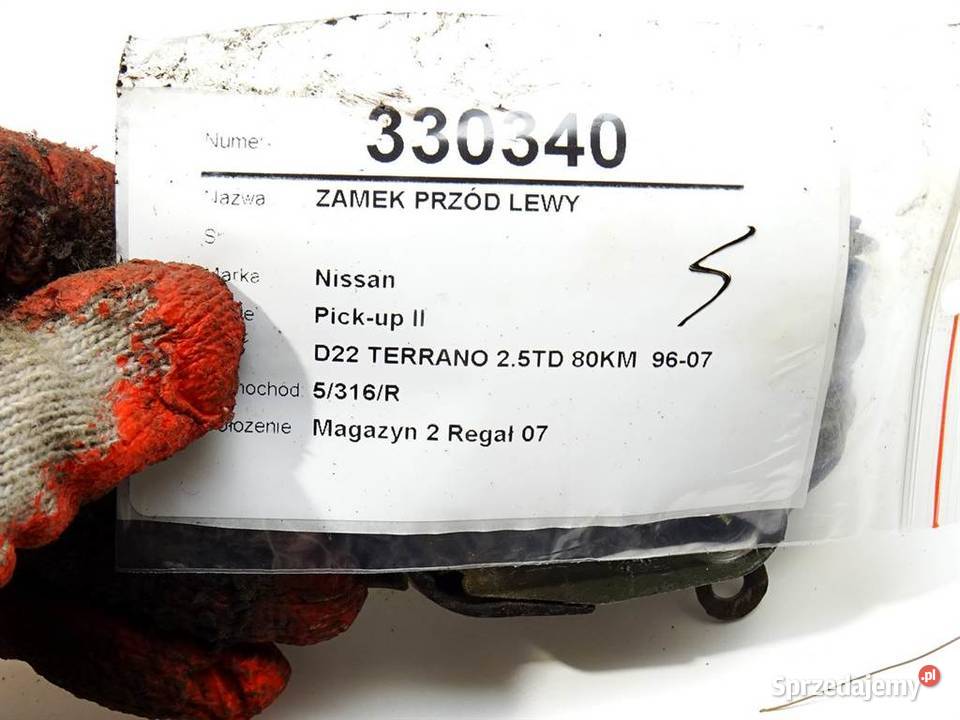 Numer 330340
Nazwa ZAMEK PRZÓD LEWY
Marka Nissan
Pick-up II
D22 TERRANO 2.5TD 80KM 96-07
5/316/R
Magazyn 2 Regał 07
Sprzedajemy.pl